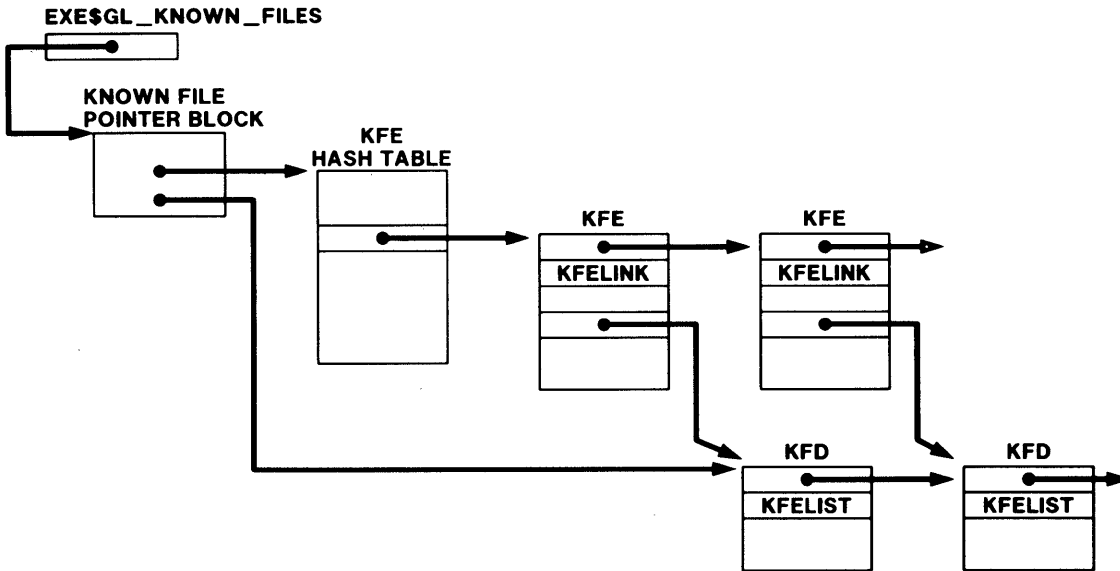 EXE$GL_KNOWN_FILES
KNOWN FILE
POINTER BLOCK
KFE
HASH TABLE
KFE
KFE
KFELINK
KFELINK
KFD
KFD
KFELIST
KFELIST